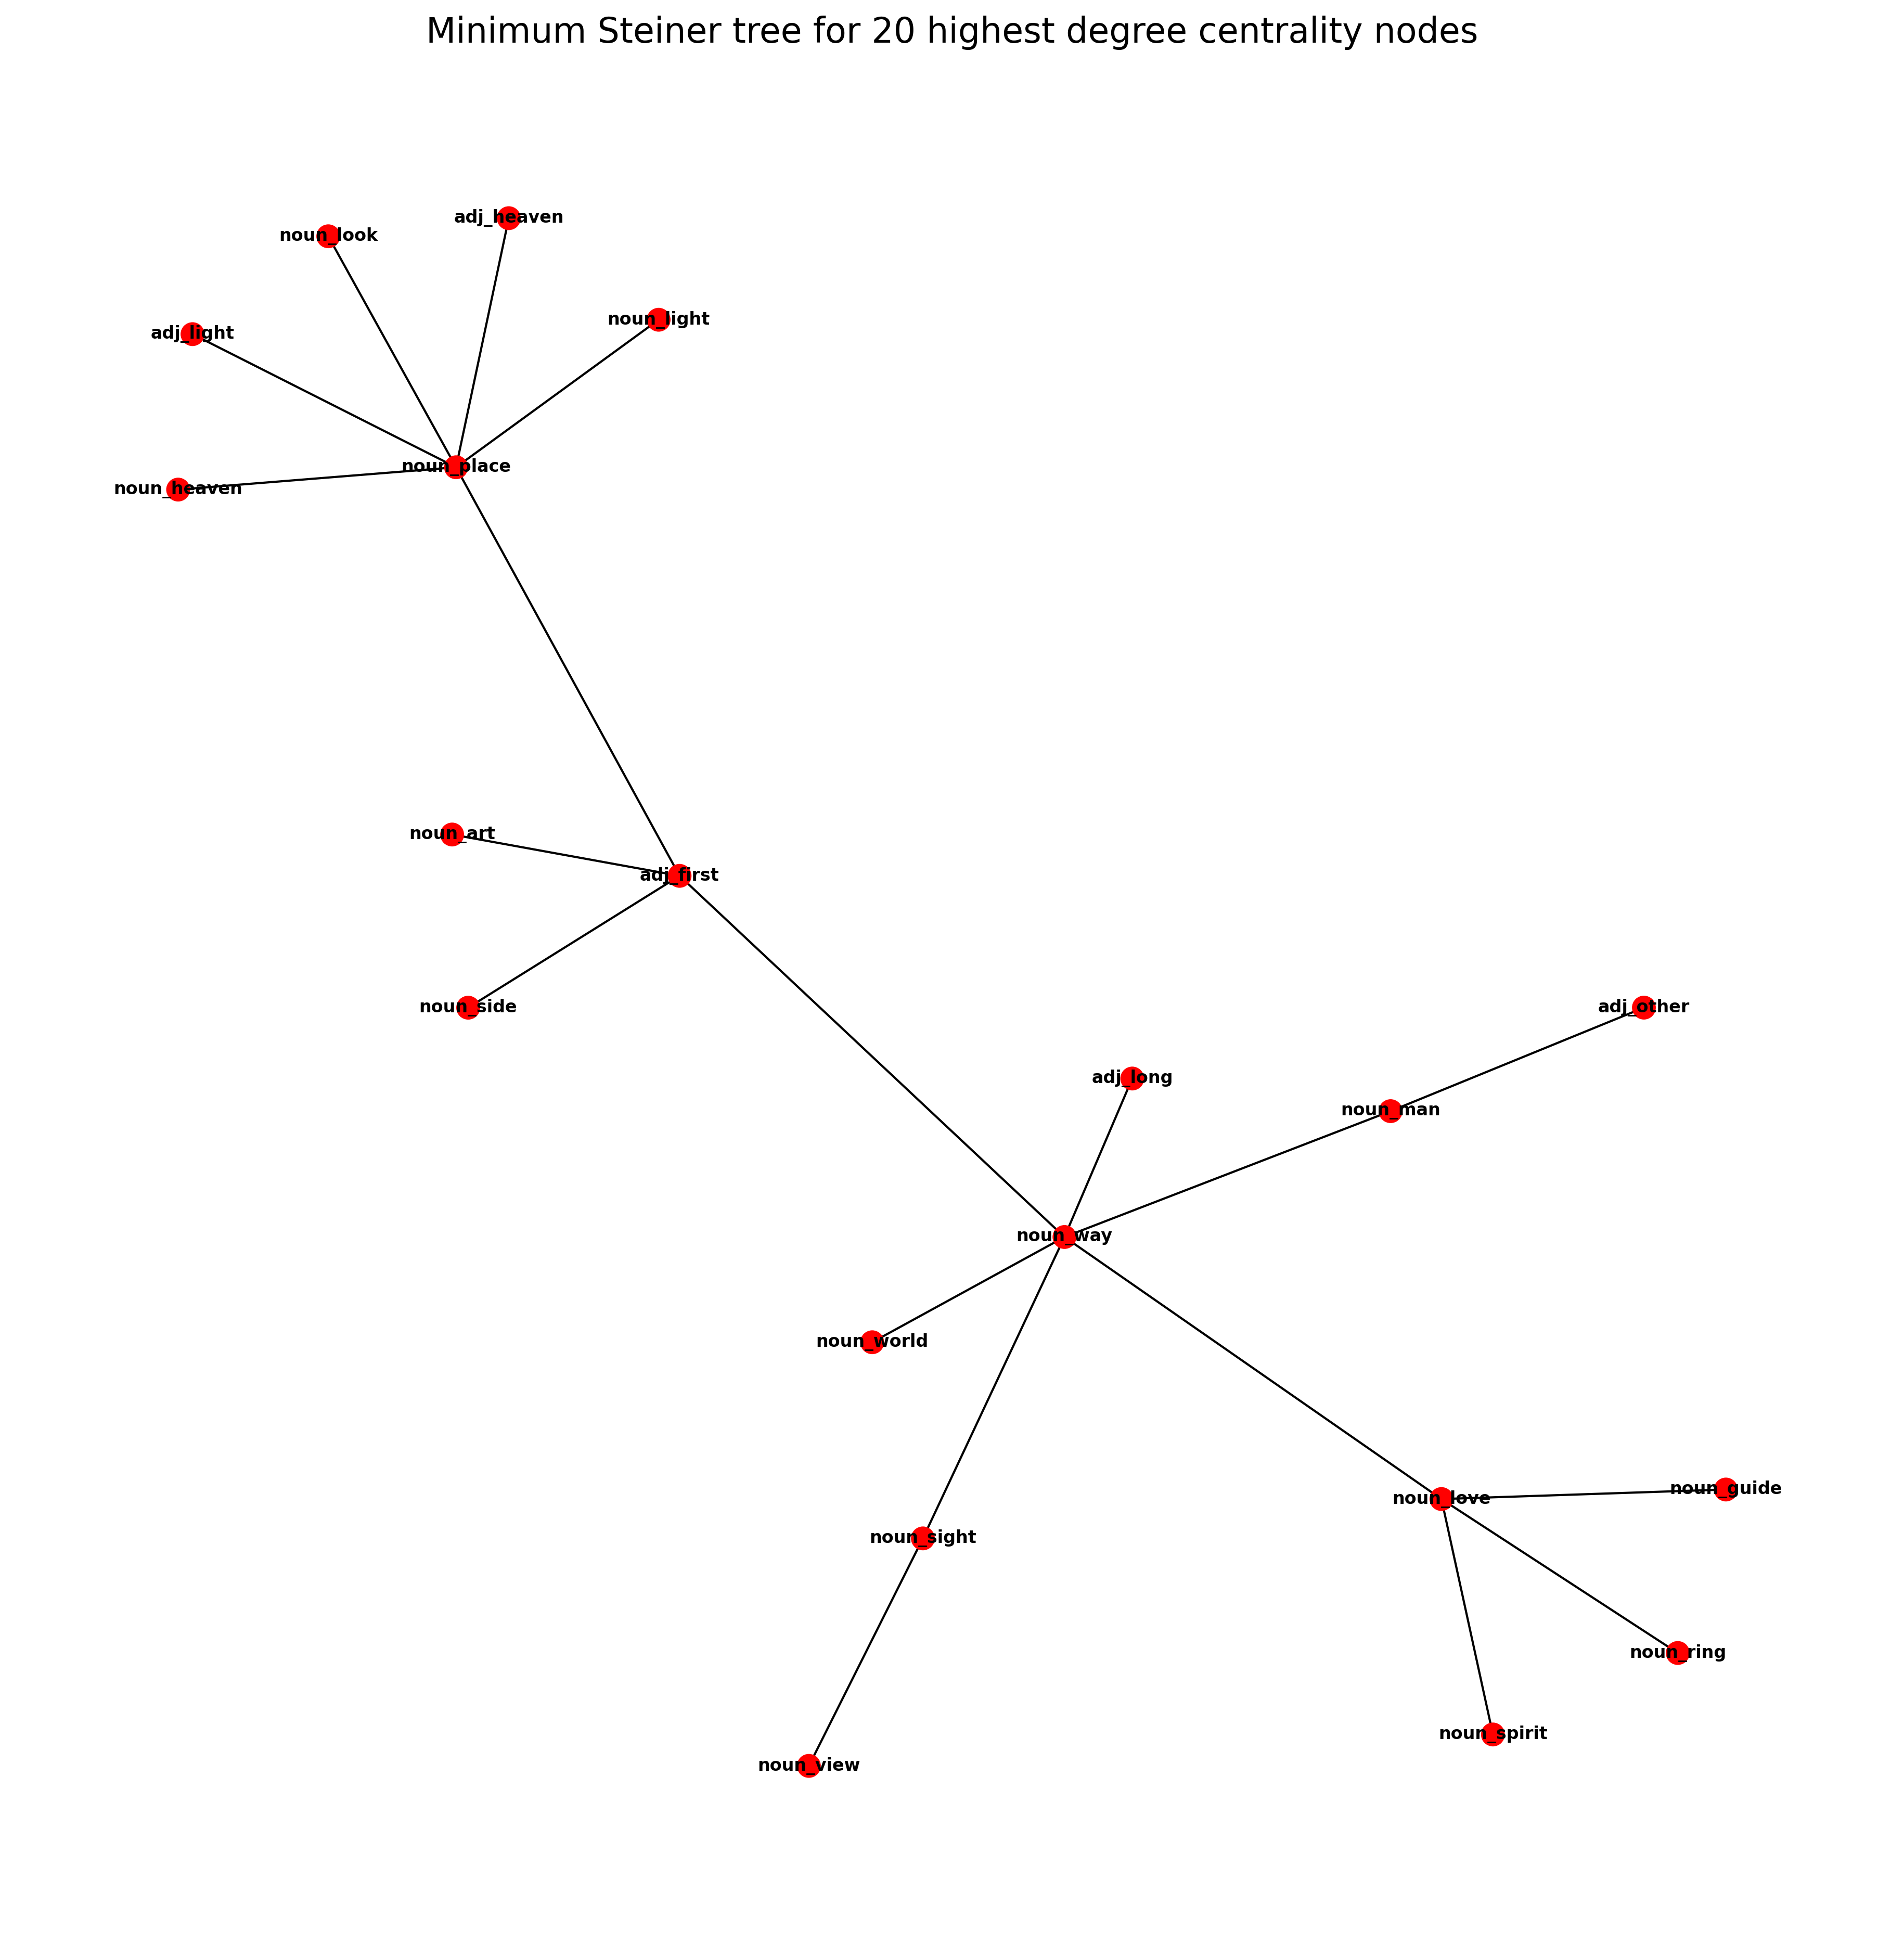 Minimum Steiner tree for 20 highest degree centrality nodes
adj_heaven
noun_look
noun_light
adj_light
noun_place
noun_heaven
noun_art
adj_first
noun_side
adj_other
adj_long
noun_man
noun_way
noun_world
noun_guide
noun_love
noun_sight
noun_ring
noun_spirit
noun_view